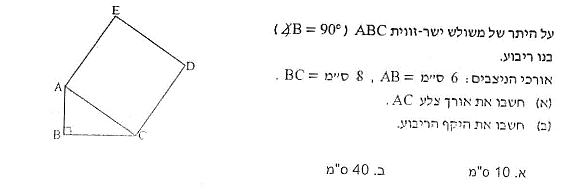 על היתר של משולש ישר-זווית ABC (∢B = 90°)
בנו ריבוע.
אורכי הניצבים: AB = 6 ס״מ , BC = 8 ס״מ .
(א) חשבו את אורך צלע AC .
(ב) חשבו את היקף הריבוע.
א. 10 ס"מ ב. 40 ס"מ
E
D
A
B
C